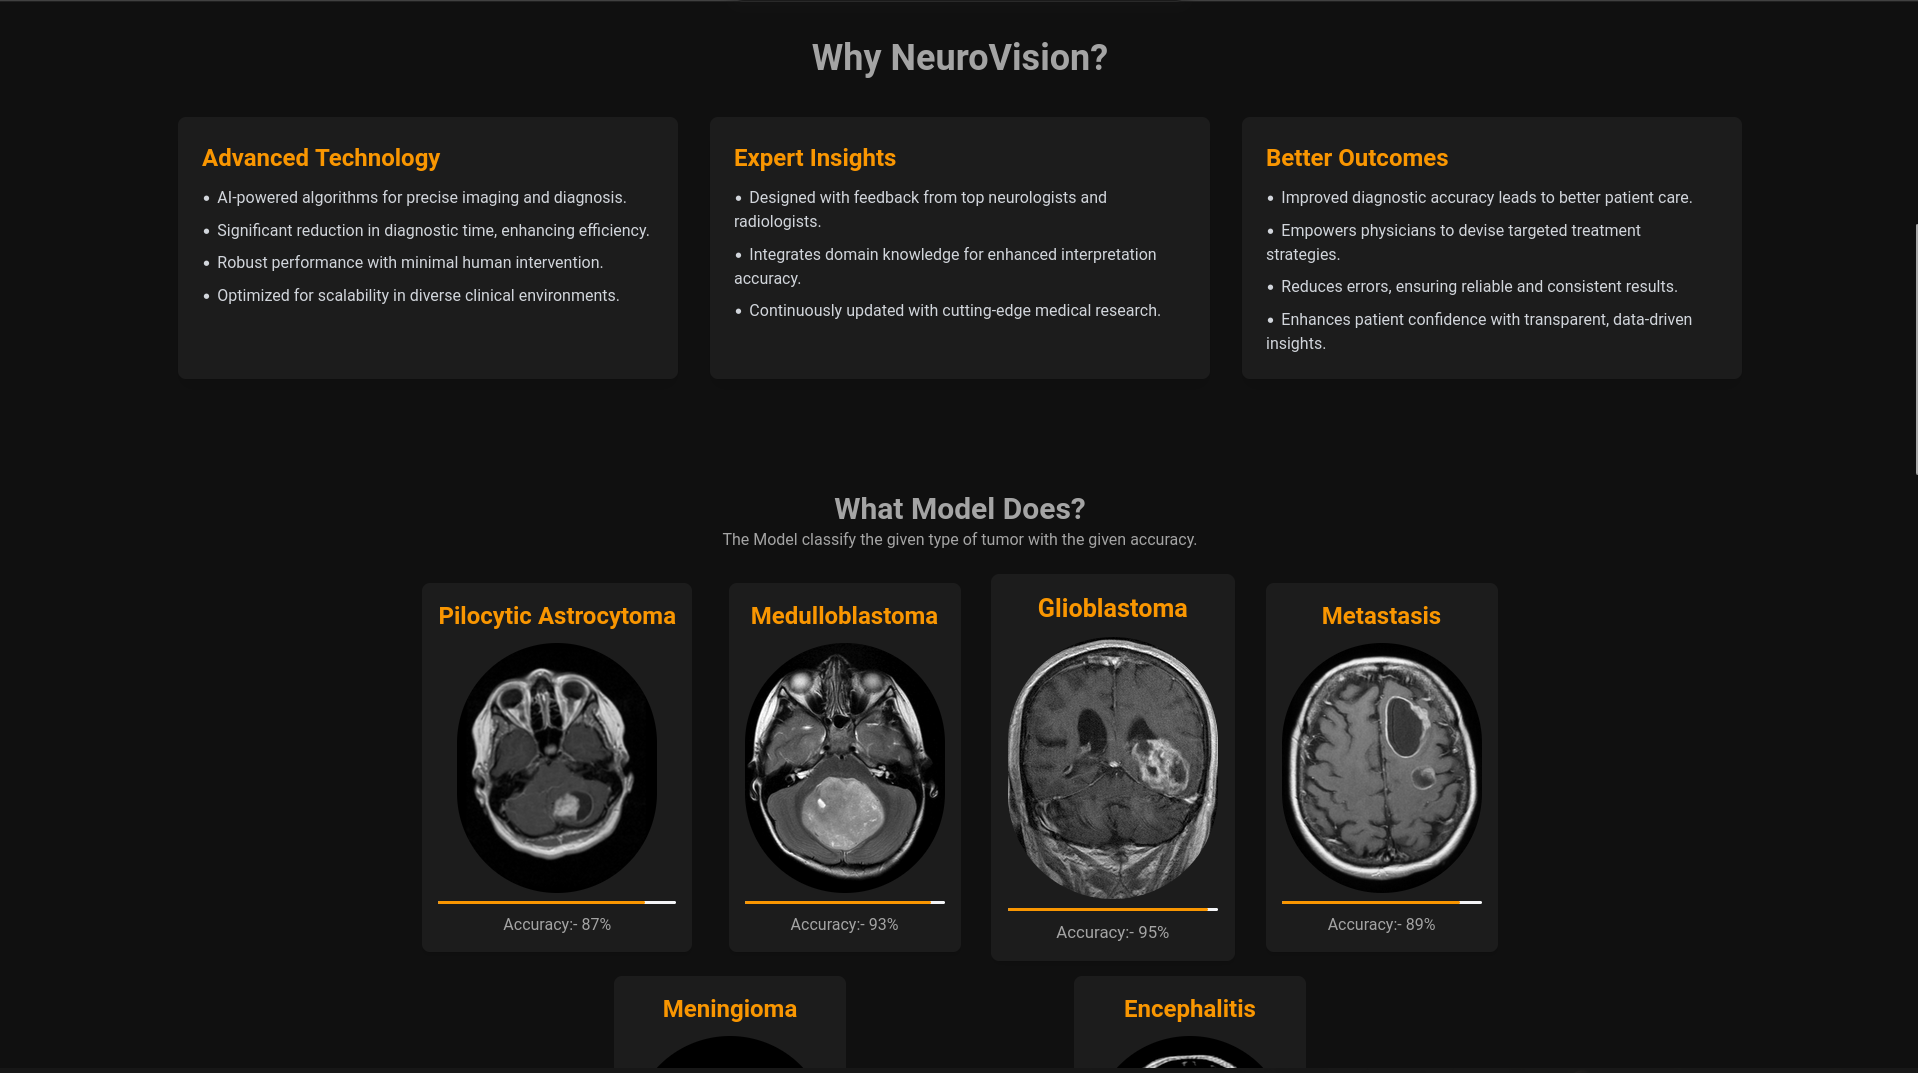 Why NeuroVision?
Advanced Technology
• AI-powered algorithms for precise imaging and diagnosis.
• Significant reduction in diagnostic time, enhancing efficiency.
• Robust performance with minimal human intervention.
• Optimized for scalability in diverse clinical environments.
Expert Insights
• Designed with feedback from top neurologists and
radiologists.
• Integrates domain knowledge for enhanced interpretation
accuracy.
• Continuously updated with cutting-edge medical research.
Better Outcomes
• Improved diagnostic accuracy leads to better patient care.
• Empowers physicians to devise targeted treatment
strategies.
• Reduces errors, ensuring reliable and consistent results.
• Enhances patient confidence with transparent, data-driven
insights.
What Model Does?
The Model classify the given type of tumor with the given accuracy.
Pilocytic Astrocytoma
Accuracy:- 87%
Medulloblastoma
Accuracy:- 93%
Glioblastoma
Accuracy:- 95%
Metastasis
Accuracy:- 89%
Meningioma
Encephalitis